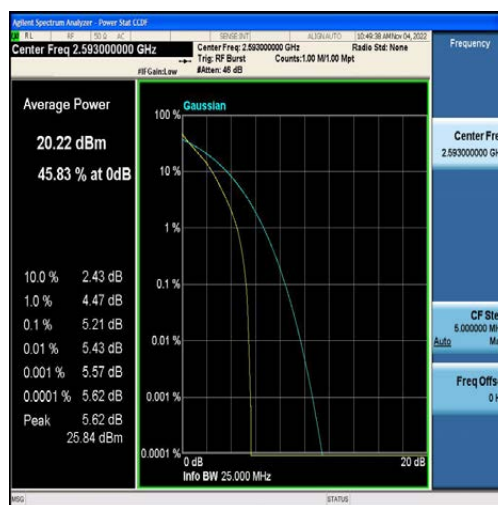 Agilent Spectrum Analyzer - Power Stat CCDF
RL RF 50 Ω AC SENSE:INT ALIGN AUTO 10:49:38 AM Nov 04, 2022
Center Freq 2.593000000 GHz
Center Freq: 2.593000000 GHz Radio Std: None
Trig: RF Burst Counts:1.00 M/1.00 Mpt
#IFGain:Low #Atten: 46 dB
Frequency
Average Power
20.22 dBm
45.83 % at 0dB
10.0 % 2.43 dB
1.0 % 4.47 dB
0.1 % 5.21 dB
0.01 % 5.43 dB
0.001 % 5.57 dB
0.0001 % 5.62 dB
Peak 5.62 dB
25.84 dBm
Gaussian
100 %
10 %
1 %
0.1 %
0.01 %
0.001 %
0.0001 %
0 dB 20 dB
Info BW 25.000 MHz
Center Fre
2.593000000 GH
CF Ste
5.000000 MH
Auto Ma
Freq Offs
0 H
MSG STATUS